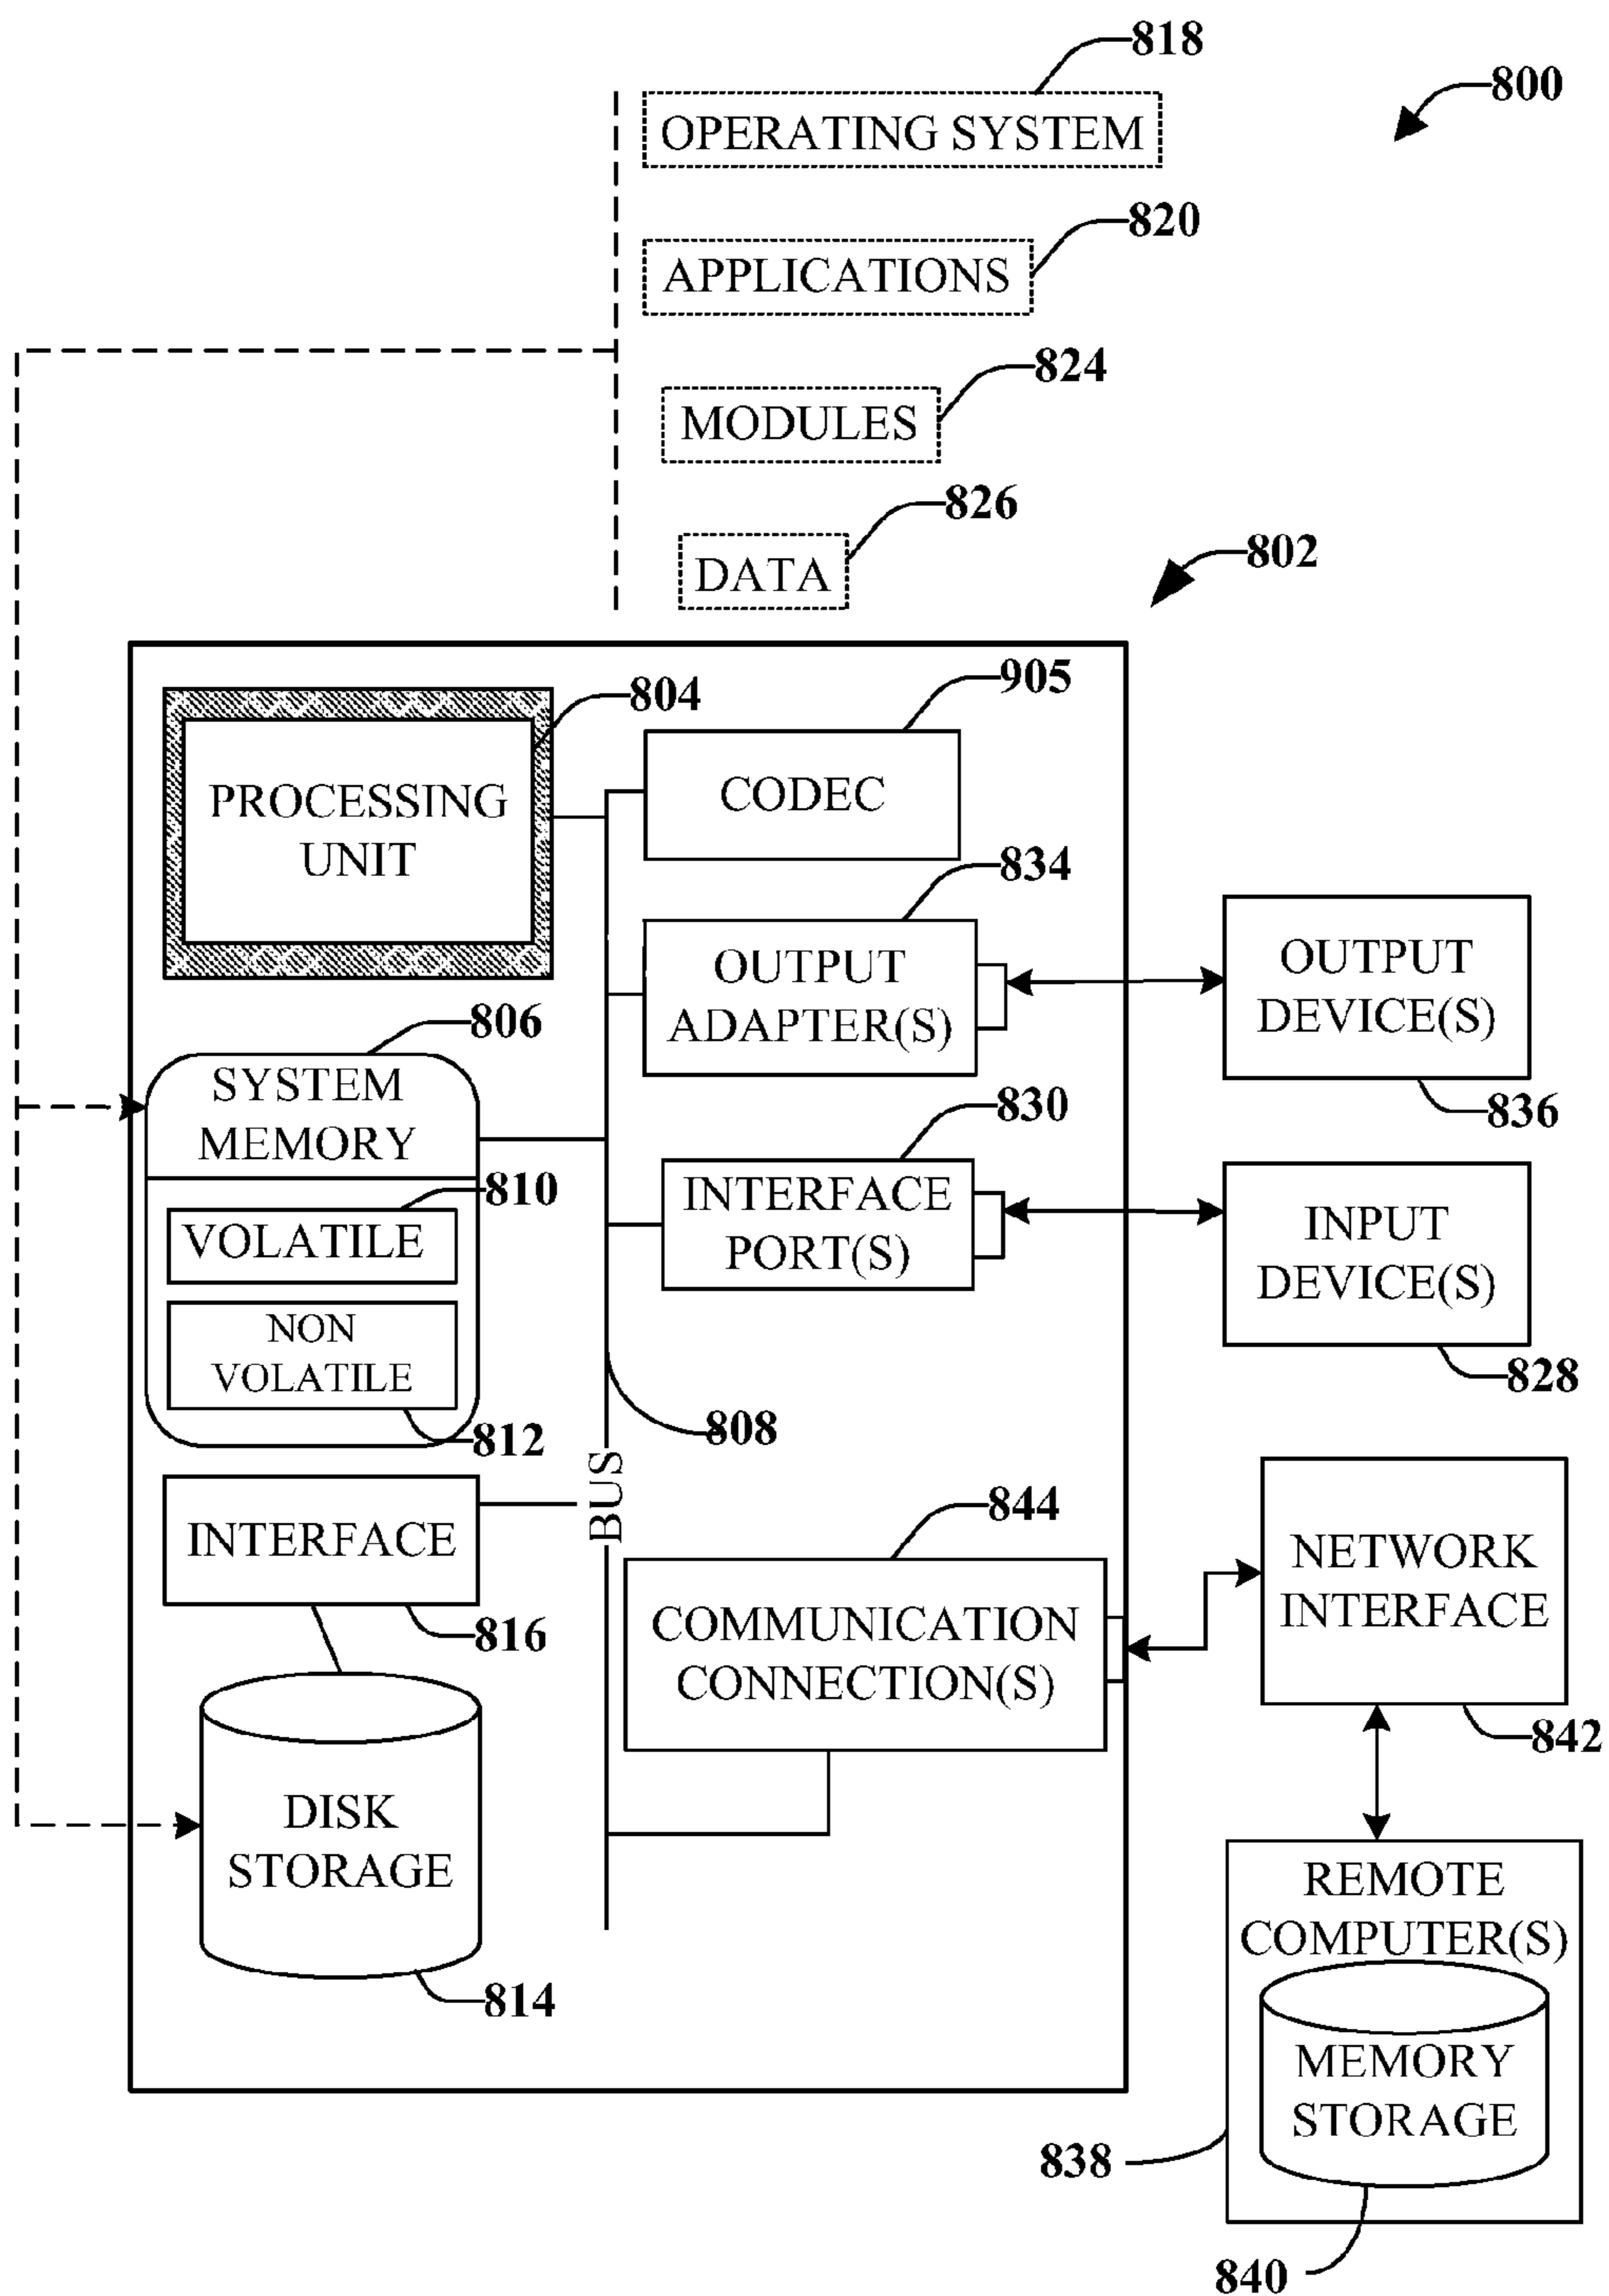 818
800
OPERATING SYSTEM
820
APPLICATIONS
824
MODULES
826
DATA
802
804
PROCESSING
UNIT
905
CODEC
834
OUTPUT
ADAPTER(S)
OUTPUT
DEVICE(S)
836
806
SYSTEM
MEMORY
810
VOLATILE
NON
VOLATILE
812
830
INTERFACE
PORT(S)
INPUT
DEVICE(S)
828
808
BUS
INTERFACE
816
844
COMMUNICATION
CONNECTION(S)
NETWORK
INTERFACE
842
DISK
STORAGE
814
REMOTE
COMPUTER(S)
MEMORY
STORAGE
838
840